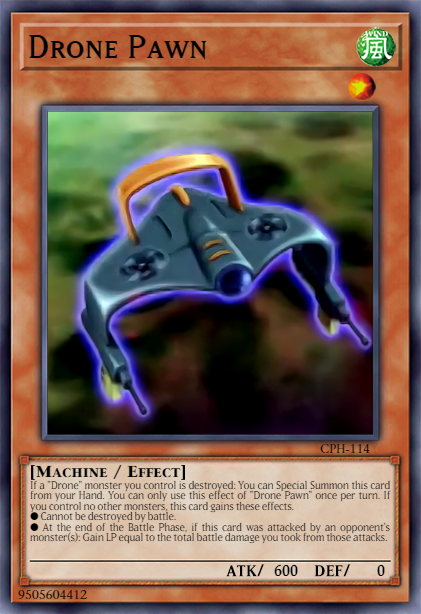 Drone Pawn
WIND
風
CPH-114
[Machine / Effect]
If a "Drone" monster you control is destroyed: You can Special Summon this card
from your Hand. You can only use this effect of "Drone Pawn" once per turn. If
you control no other monsters, this card gains these effects.
● Cannot be destroyed by battle.
● At the end of the Battle Phase, if this card was attacked by an opponent's
monster(s): Gain LP equal to the total battle damage you took from those attacks.
ATK/ 600 DEF/ 0
9505604412